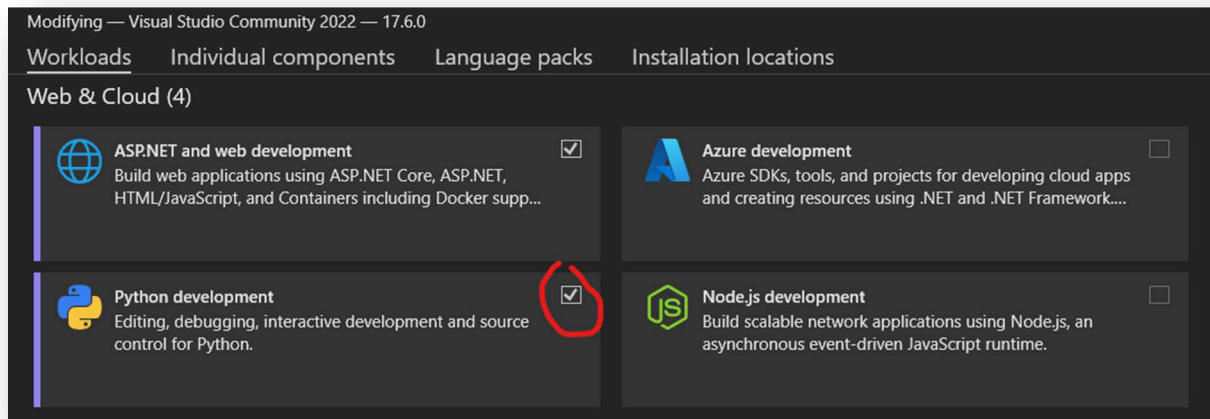 Modifying — Visual Studio Community 2022 — 17.6.0
Workloads Individual components Language packs Installation locations
Web & Cloud (4)
ASP.NET and web development
Build web applications using ASP.NET Core, ASP.NET,
HTML/JavaScript, and Containers including Docker supp...
Azure development
Azure SDKs, tools, and projects for developing cloud apps
and creating resources using .NET and .NET Framework....
Python development
Editing, debugging, interactive development and source
control for Python.
JS
Node.js development
Build scalable network applications using Node.js, an
asynchronous event-driven JavaScript runtime.